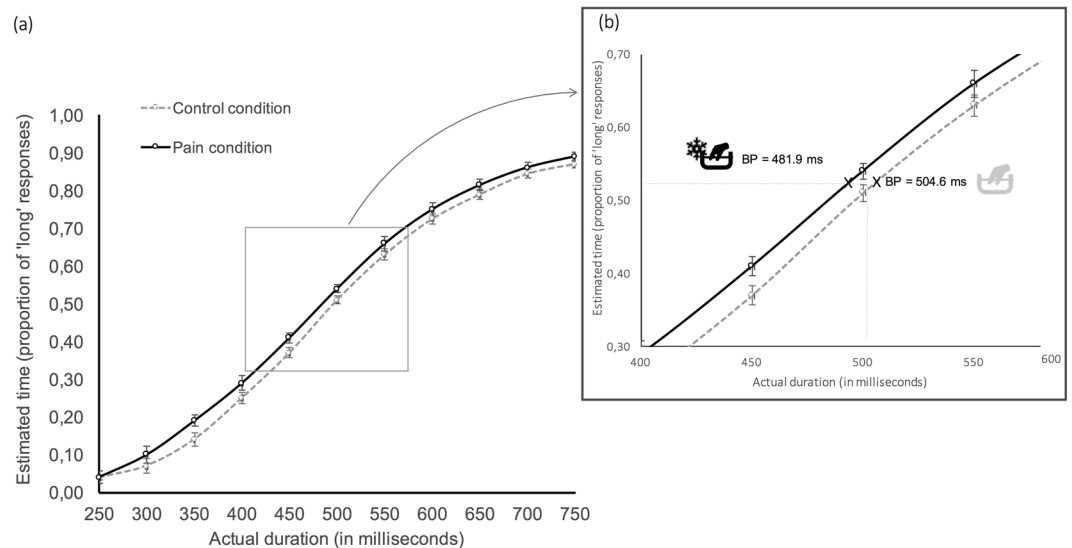 (a)
Control condition
Pain condition
Estimated time (proportion of 'long' responses)
1,00
0,90
0,80
0,70
0,60
0,50
0,40
0,30
0,20
0,10
0,00
250 300 350 400 450 500 550 600 650 700 750
Actual duration (in milliseconds)
(b)
Estimated time (proportion of 'long' responses)
0,70
0,60
0,50
0,40
0,30
BP = 481.9 ms
X X BP = 504.6 ms
400 450 500 550 600
Actual duration (in milliseconds)